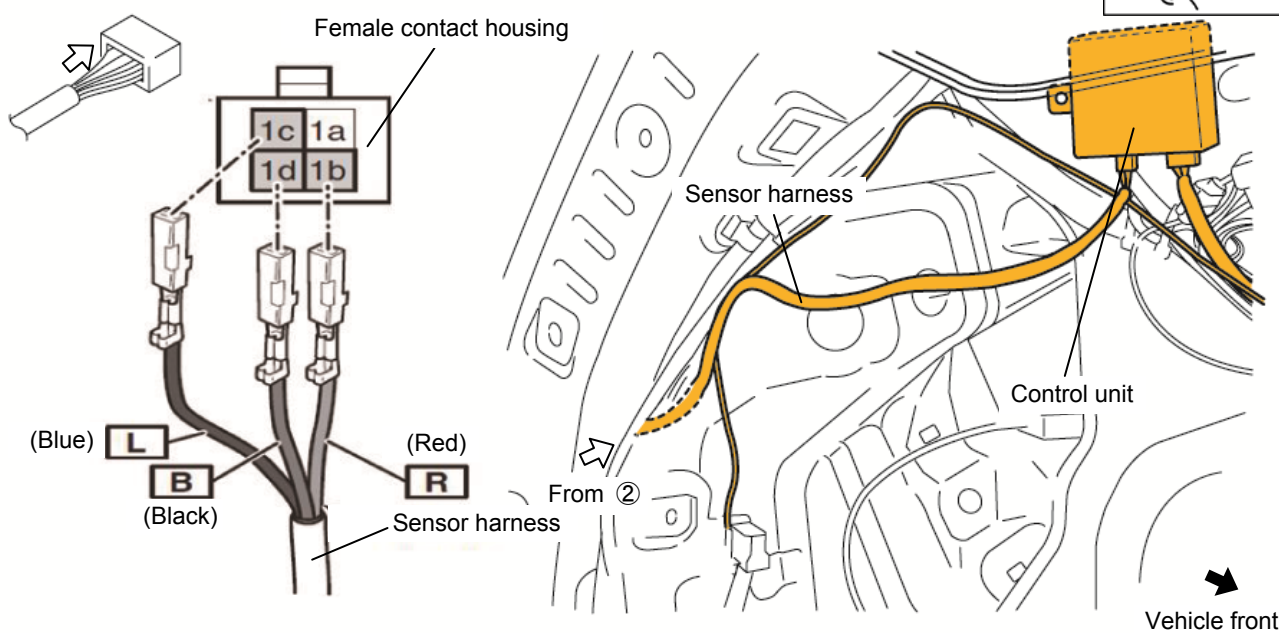 Female contact housing
1c 1a
1d 1b
(Blue) L
B
(Black)
(Red)
R
Sensor harness
Sensor harness
Control unit
From ②
Vehicle front